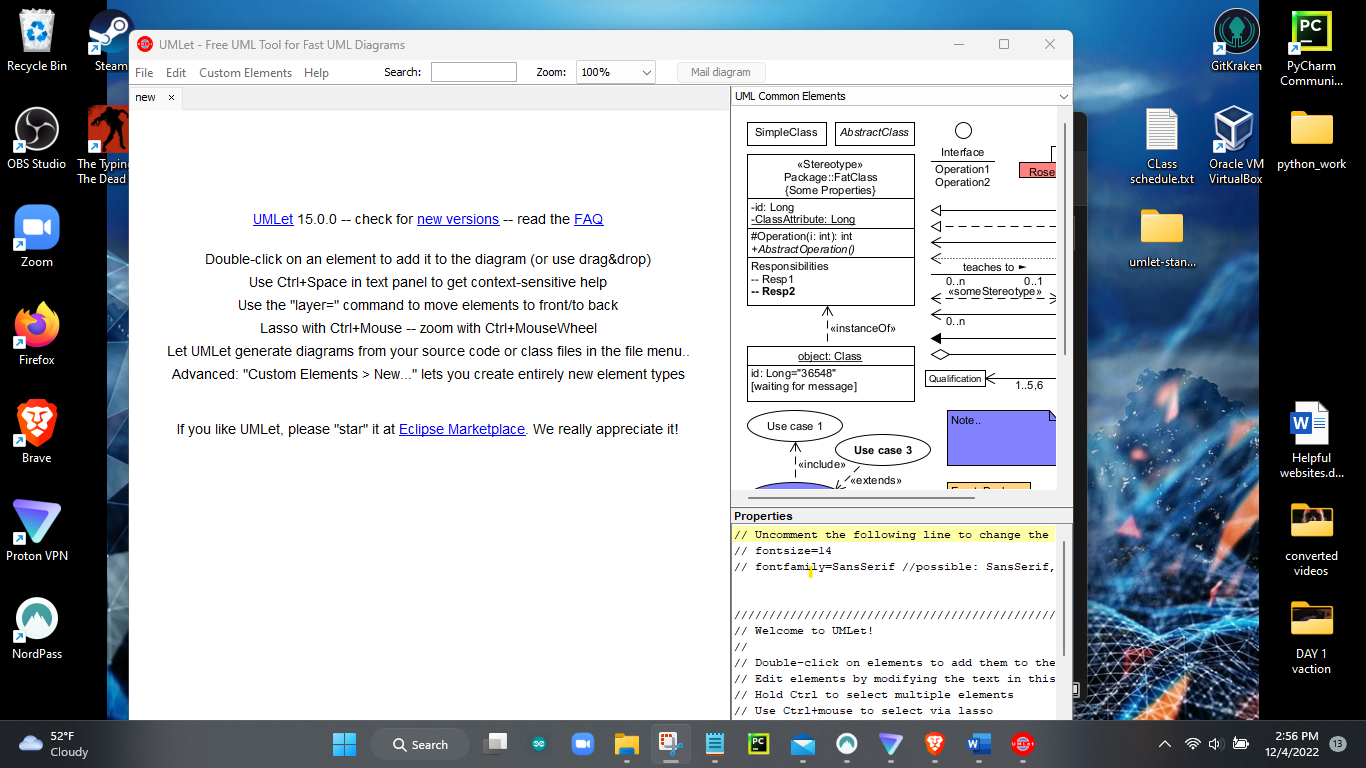 Recycle Bin
Steam
OBS Studio
The Typing
The Dead
Zoom
Firefox
Brave
Proton VPN
NordPass
UMLet - Free UML Tool for Fast UML Diagrams
File Edit Custom Elements Help Search: Zoom: 100% Mail diagram
new
UMLet 15.0.0 -- check for new versions -- read the FAQ
Double-click on an element to add it to the diagram (or use drag&drop)
Use Ctrl+Space in text panel to get context-sensitive help
Use the "layer=" command to move elements to front/to back
Lasso with Ctrl+Mouse -- zoom with Ctrl+MouseWheel
Let UMLet generate diagrams from your source code or class files in the file menu..
Advanced: "Custom Elements > New..." lets you create entirely new element types
If you like UMLet, please "star" it at Eclipse Marketplace. We really appreciate it!
UML Common Elements
SimpleClass
AbstractClass
«Stereotype»
Package::FatClass
{Some Properties}
-id: Long
-ClassAttribute: Long
#Operation(i: int): int
+AbstractOperation()
Responsibilities
-- Resp1
-- Resp2
«instanceOf»
object: Class
id: Long="36548"
[waiting for message]
Use case 1
«include»
Use case 3
«extends»
Interface
Operation1
Operation2
Rose
teaches to ►
0..n 0..1
«someStereotype»
0..n
Qualification
1..5,6
Note..
Properties
// Uncomment the following line to change the
// fontsize=14
// fontfamily=SansSerif //possible: SansSerif,
//////////////////////////////////////////////
// Welcome to UMLet!
//
// Double-click on elements to add them to the
// Edit elements by modifying the text in this
// Hold Ctrl to select multiple elements
// Use Ctrl+mouse to select via lasso
GitKraken
PyCharm
Communi...
CLass
schedule.txt
Oracle VM
VirtualBox
python_work
umlet-stan...
Helpful
websites.d...
converted
videos
DAY 1
vaction
52°F
Cloudy
Search
2:56 PM
12/4/2022
13